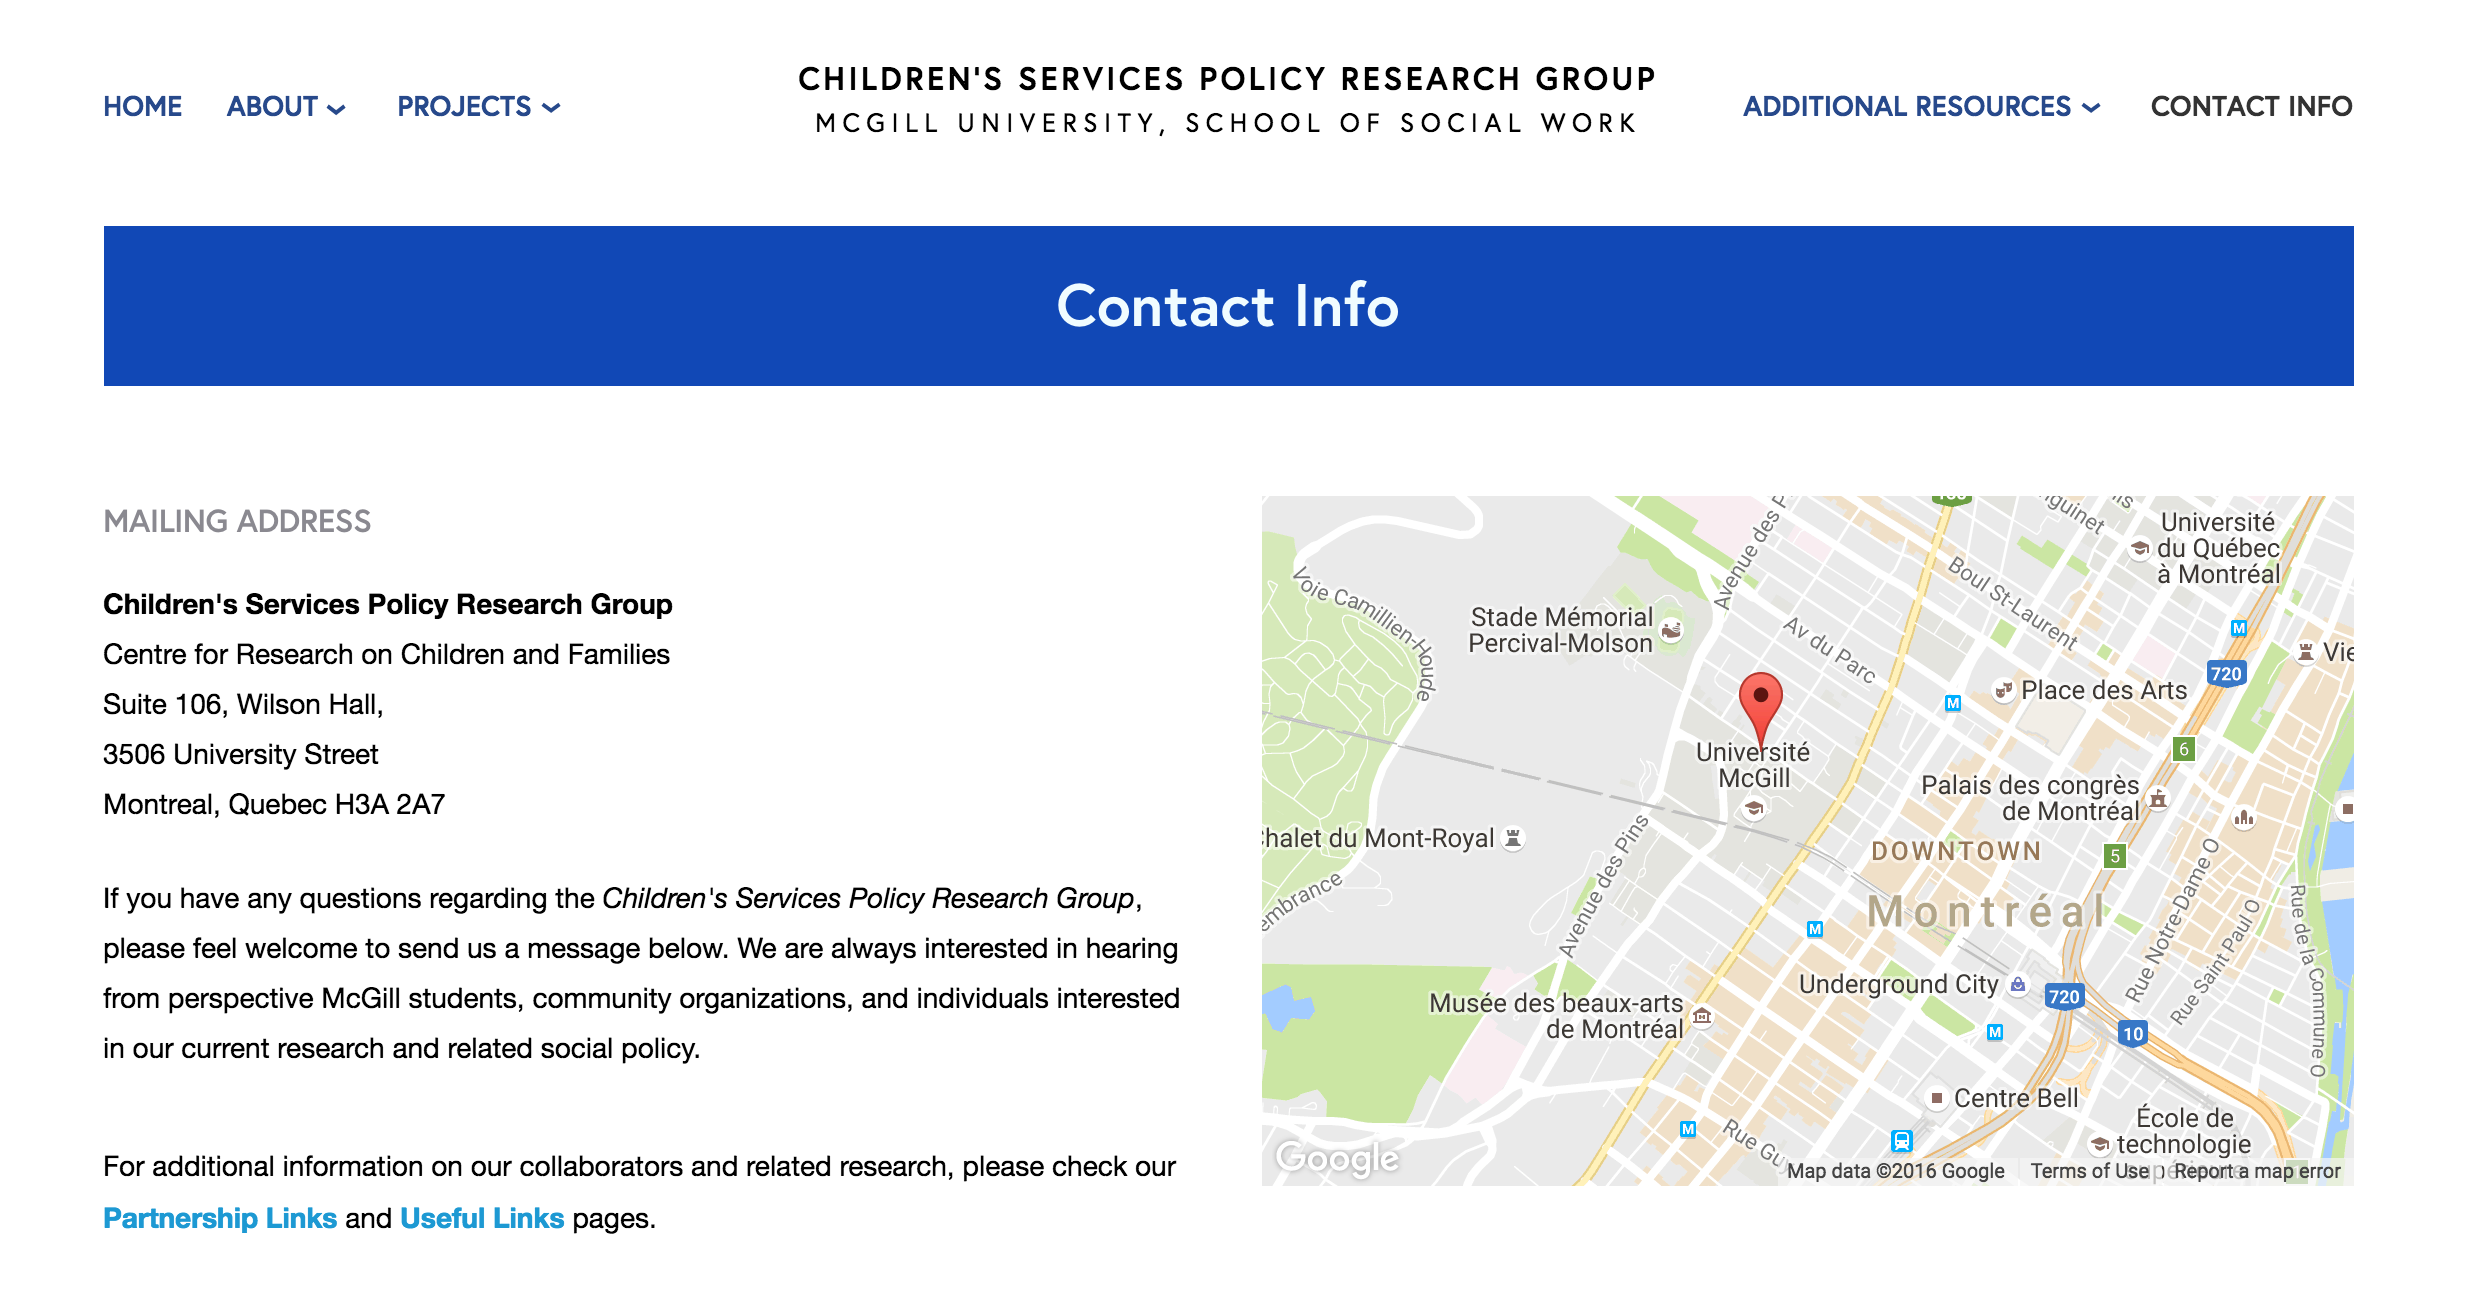 HOME ABOUT PROJECTS
CHILDREN'S SERVICES POLICY RESEARCH GROUP
MCGILL UNIVERSITY, SCHOOL OF SOCIAL WORK
ADDITIONAL RESOURCES CONTACT INFO
Contact Info
MAILING ADDRESS
Children's Services Policy Research Group
Centre for Research on Children and Families
Suite 106, Wilson Hall,
3506 University Street
Montreal, Quebec H3A 2A7
If you have any questions regarding the Children's Services Policy Research Group,
please feel welcome to send us a message below. We are always interested in hearing
from perspective McGill students, community organizations, and individuals interested
in our current research and related social policy.
For additional information on our collaborators and related research, please check our
Partnership Links and Useful Links pages.
Université
du Québec
à Montréal
Avenue des P
Boul St-Laurent
Voie Camillien-Houde
Stade Mémorial
Percival-Molson
Av du Parc
M
Vie
720
Place des Arts
M
Université
McGill
6
Palais des congrès
de Montréal
halet du Mont-Royal
DOWNTOWN
5
embrance
Avenue des Pins
Montréal
M
Rue Notre-Dame O
Rue Saint Paul O
Rue de la Commune O
Underground City
720
10
Musée des beaux-arts
de Montréal
M
Centre Bell
École de
technologie
supérieure
M
Rue Gu
Google
Map data ©2016 Google
Terms of Use
Report a map error